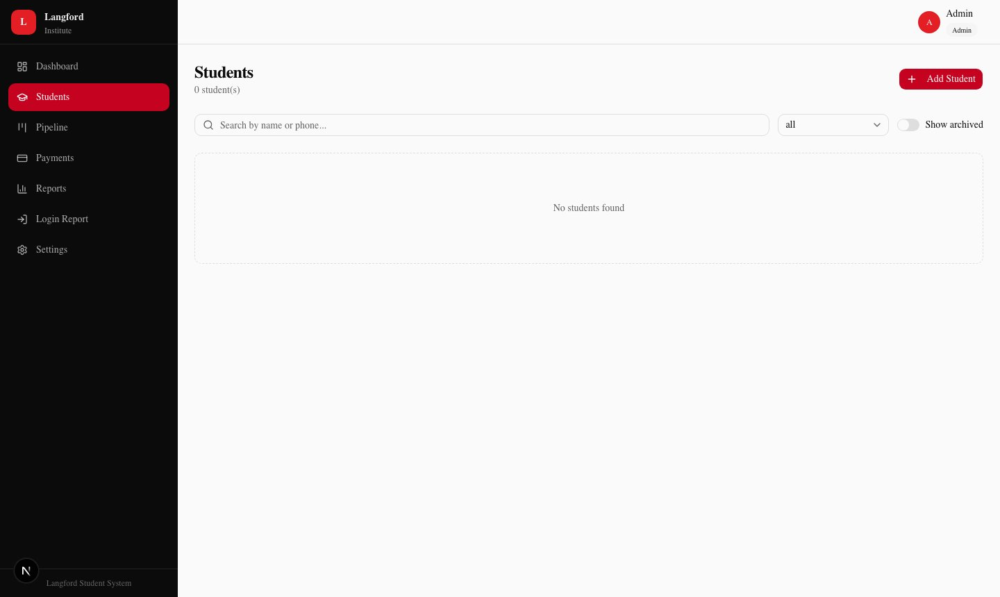 L
Langford
Institute
Dashboard
Students
Pipeline
Payments
Reports
Login Report
Settings
N
Langford Student System
A
Admin
Admin
Students
0 student(s)
Add Student
Search by name or phone...
all
Show archived
No students found